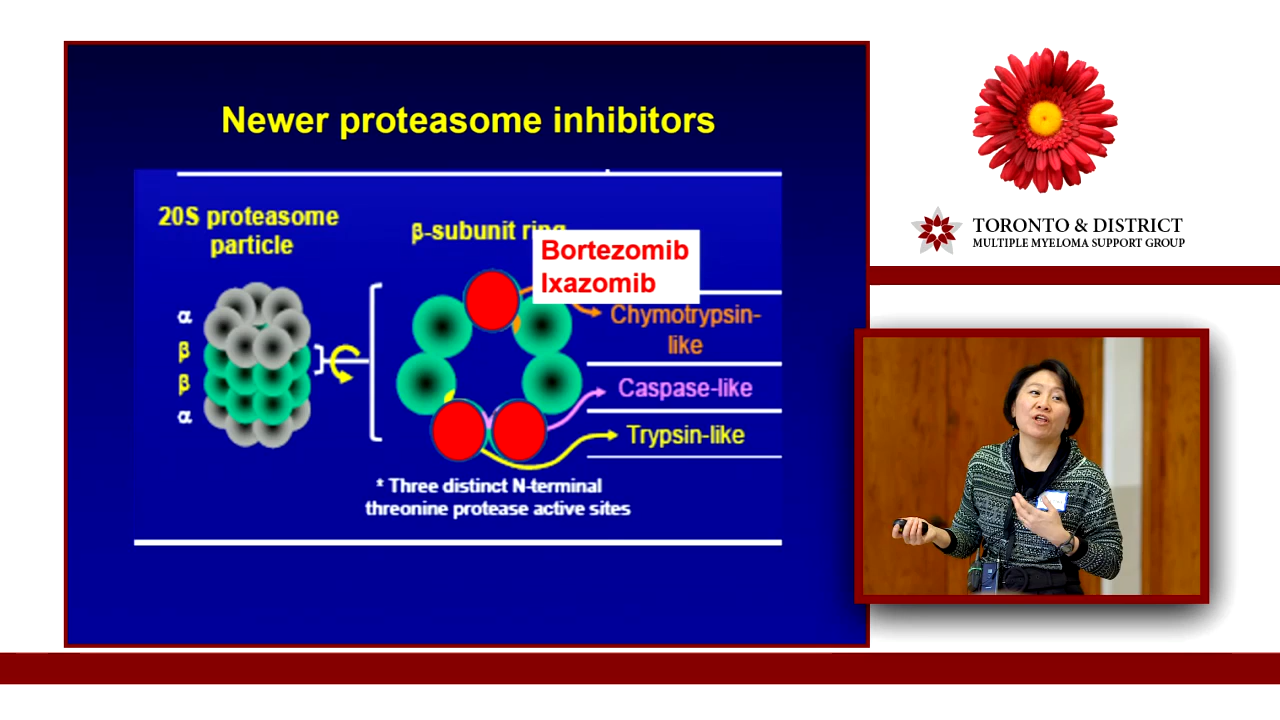 Newer proteasome inhibitors
20S proteasome
particle
β-subunit ring
Bortezomib
Ixazomib
α
β
β
α
Chymotrypsin-
like
Caspase-like
Trypsin-like
* Three distinct N-terminal
threonine protease active sites
TORONTO & DISTRICT
MULTIPLE MYELOMA SUPPORT GROUP